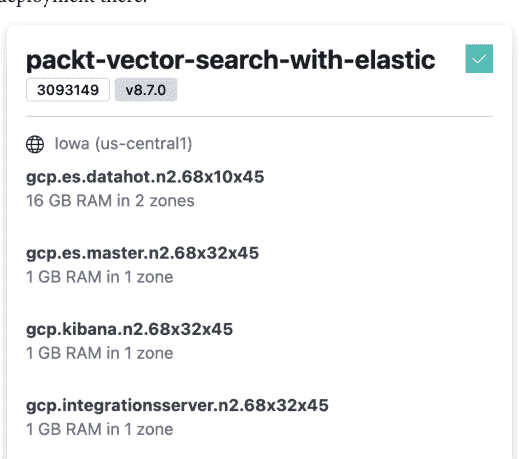 deployment there.
packt-vector-search-with-elastic
3093149 v8.7.0
Iowa (us-central1)
gcp.es.datahot.n2.68x10x45
16 GB RAM in 2 zones
gcp.es.master.n2.68x32x45
1 GB RAM in 1 zone
gcp.kibana.n2.68x32x45
1 GB RAM in 1 zone
gcp.integrationsserver.n2.68x32x45
1 GB RAM in 1 zone